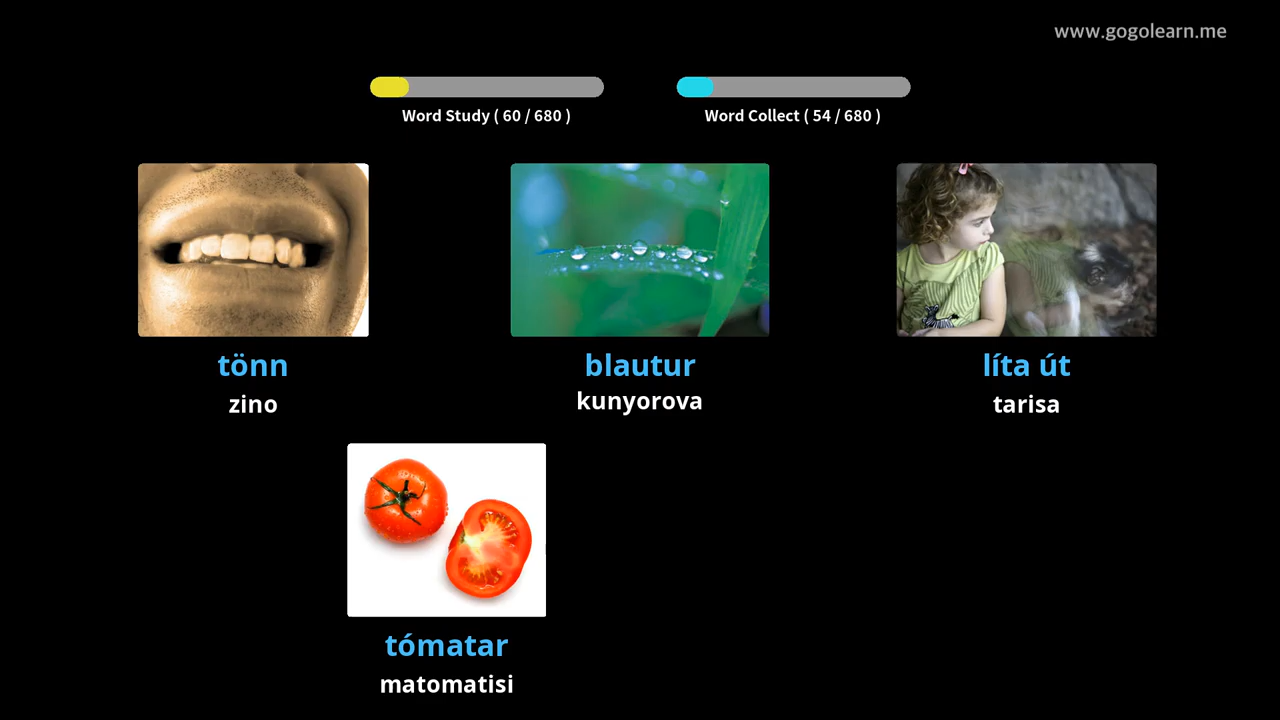 www.gogolearn.me
Word Study ( 60 / 680 )
Word Collect ( 54 / 680 )
tönn
zino
blautur
kunyorova
líta út
tarisa
tómatar
matomatisi